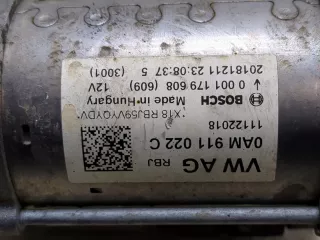 VW AG RBJ
0AM 911 022 C
11122018
*X18 RBJ59VYQYDV*
BOSCH Made in Hungary 12V
0 001 179 608 (609)
20181211 23:08:37 5 (3001)